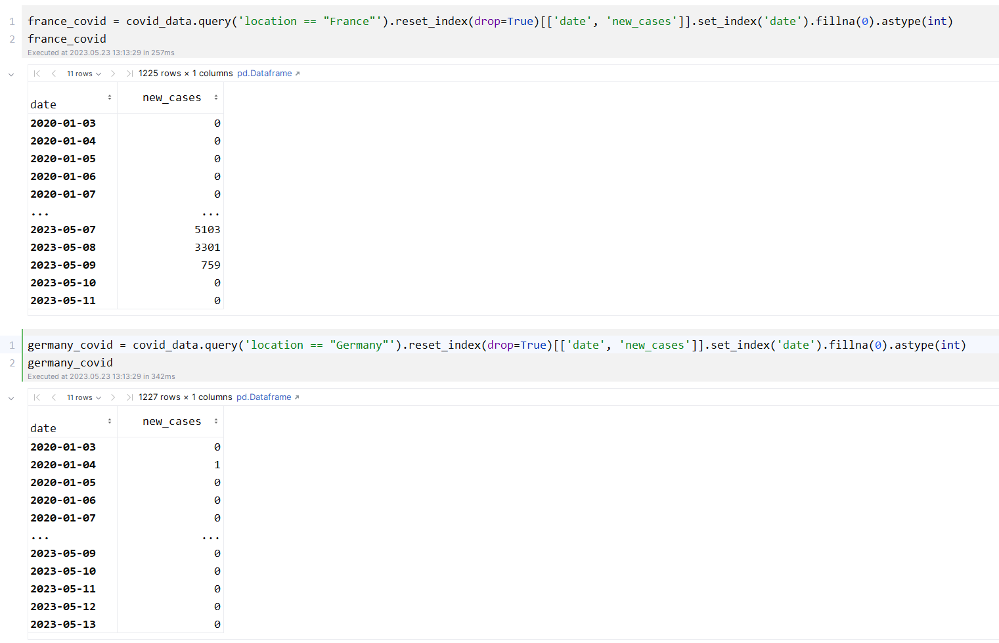 1 france_covid = covid_data.query('location == "France"').reset_index(drop=True)[['date', 'new_cases']].set_index('date').fillna(0).astype(int)
2 france_covid
Executed at 2023.05.23 13:13:29 in 257ms
11 rows 1225 rows × 1 columns pd.Dataframe
date new_cases
2020-01-03 0
2020-01-04 0
2020-01-05 0
2020-01-06 0
2020-01-07 0
... ...
2023-05-07 5103
2023-05-08 3301
2023-05-09 759
2023-05-10 0
2023-05-11 0
1 germany_covid = covid_data.query('location == "Germany"').reset_index(drop=True)[['date', 'new_cases']].set_index('date').fillna(0).astype(int)
2 germany_covid
Executed at 2023.05.23 13:13:29 in 342ms
11 rows 1227 rows × 1 columns pd.Dataframe
date new_cases
2020-01-03 0
2020-01-04 1
2020-01-05 0
2020-01-06 0
2020-01-07 0
... ...
2023-05-09 0
2023-05-10 0
2023-05-11 0
2023-05-12 0
2023-05-13 0